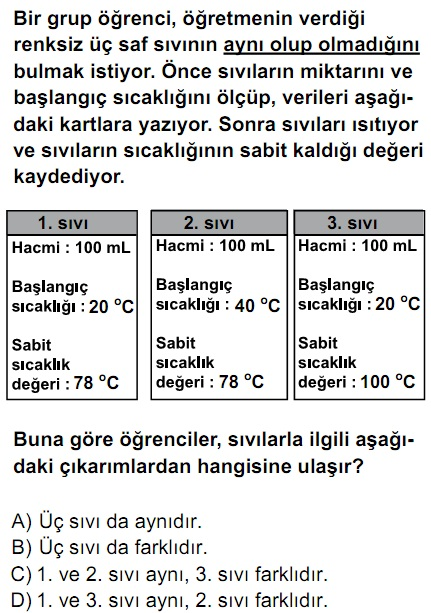 Bir grup öğrenci, öğretmenin verdiği
renksiz üç saf sıvının aynı olup olmadığını
bulmak istiyor. Önce sıvıların miktarını ve
başlangıç sıcaklığını ölçüp, verileri aşağı-
daki kartlara yazıyor. Sonra sıvıları ısıtıyor
ve sıvıların sıcaklığının sabit kaldığı değeri
kaydediyor.
1. SIVI
Hacmi : 100 mL
Başlangıç
sıcaklığı : 20 °C
Sabit
sıcaklık
değeri : 78 °C
2. SIVI
Hacmi : 100 mL
Başlangıç
sıcaklığı : 40 °C
Sabit
sıcaklık
değeri : 78 °C
3. SIVI
Hacmi : 100 mL
Başlangıç
sıcaklığı : 20 °C
Sabit
sıcaklık
değeri : 100 °C
Buna göre öğrenciler, sıvılarla ilgili aşağı-
daki çıkarımlardan hangisine ulaşır?
A) Üç sıvı da aynıdır.
B) Üç sıvı da farklıdır.
C) 1. ve 2. sıvı aynı, 3. sıvı farklıdır.
D) 1. ve 3. sıvı aynı, 2. sıvı farklıdır.